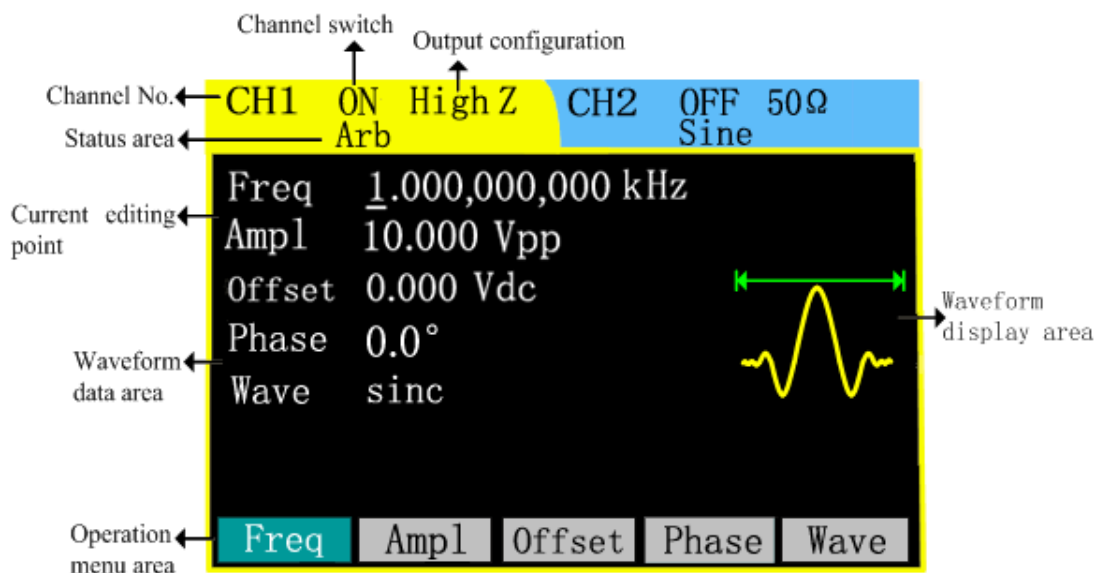 Channel switch
Output configuration
Channel No.
CH1 ON High Z
CH2 OFF 50Ω
Status area
Arb
Sine
Freq 1.000,000,000 kHz
Current editing
point
Ampl 10.000 Vpp
Offset 0.000 Vdc
Waveform
display area
Phase 0.0°
Waveform
data area
Wave sinc
Operation
menu area
Freq Ampl Offset Phase Wave